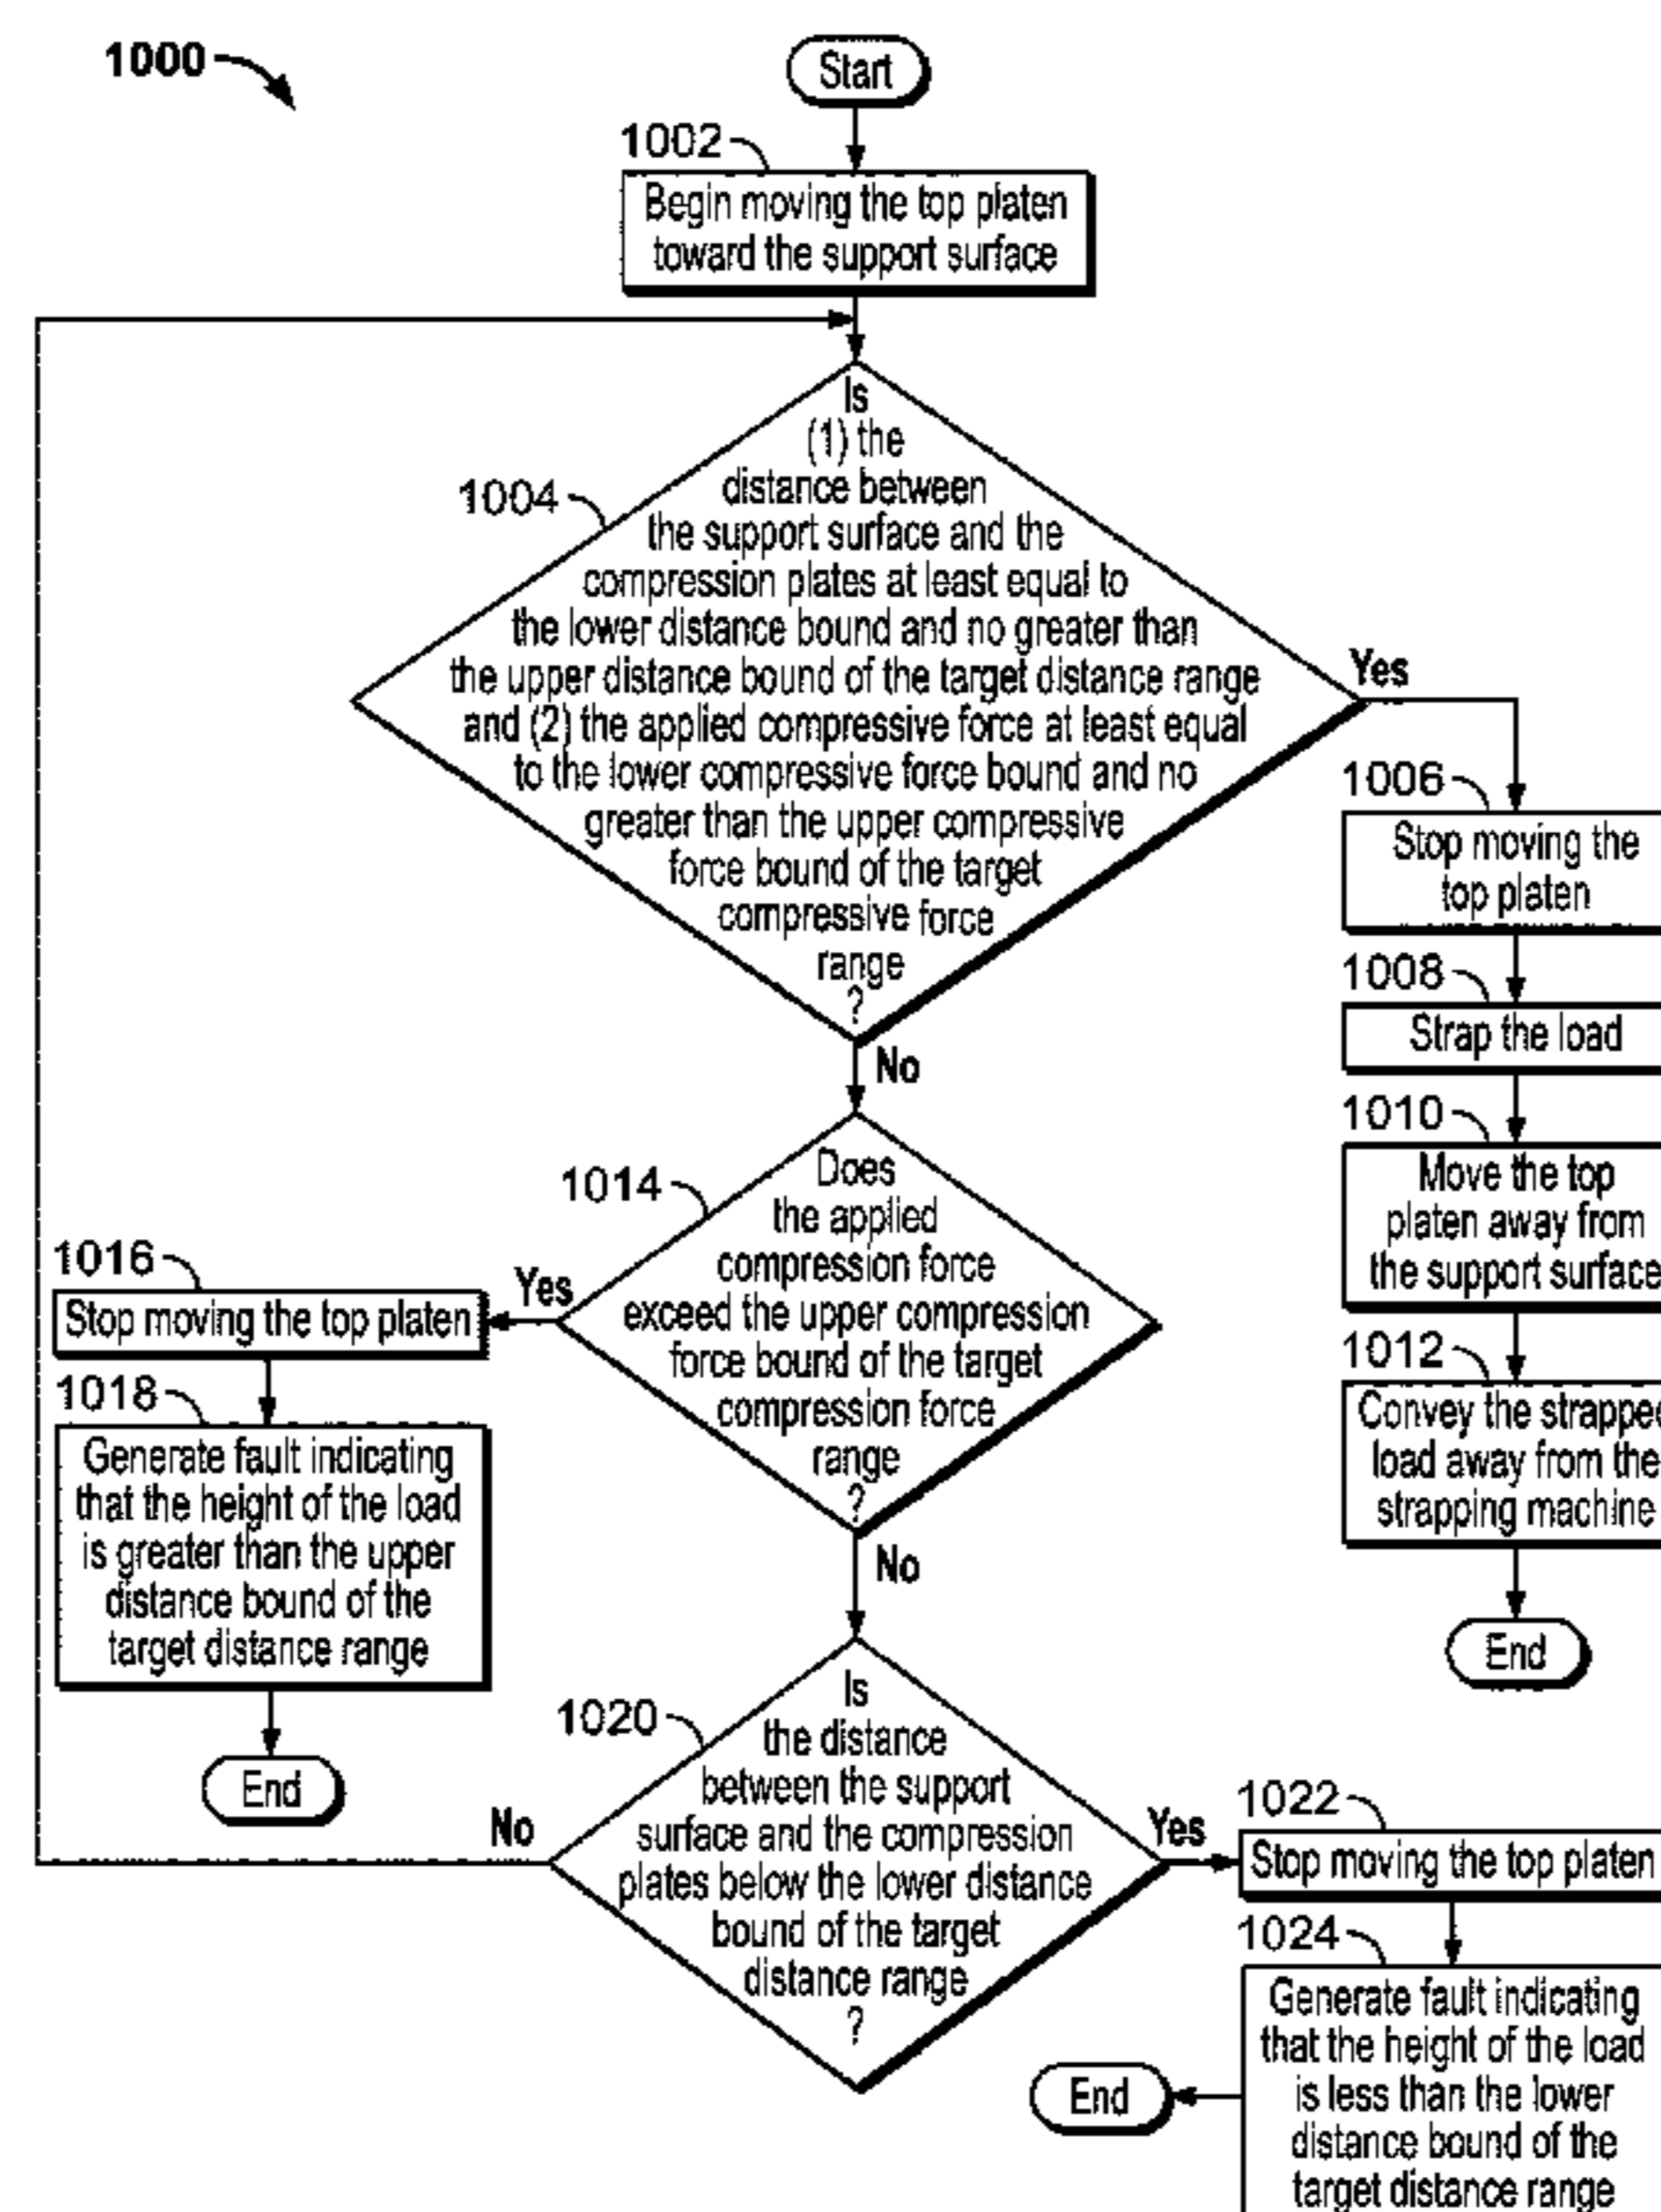 1000
Start
1002
Begin moving the top platen
toward the support surface
1004
Is
(1) the
distance between
the support surface and the
compression plates at least equal to
the lower distance bound and no greater than
the upper distance bound of the target distance range
and (2) the applied compressive force at least equal
to the lower compressive force bound and no
greater than the upper compressive
force bound of the target
compressive force
range
?
Yes
1006
Stop moving the
top platen
1008
Strap the load
1010
Move the top
platen away from
the support surface
1012
Convey the strapped
load away from the
strapping machine
End
No
1014
Does
the applied
compression force
exceed the upper compression
force bound of the target
compression force
range
?
Yes
1016
Stop moving the top platen
1018
Generate fault indicating
that the height of the load
is greater than the upper
distance bound of the
target distance range
End
No
1020
Is
the distance
between the support
surface and the compression
plates below the lower distance
bound of the target
distance range
?
No
Yes
1022
Stop moving the top platen
1024
Generate fault indicating
that the height of the load
is less than the lower
distance bound of the
target distance range
End